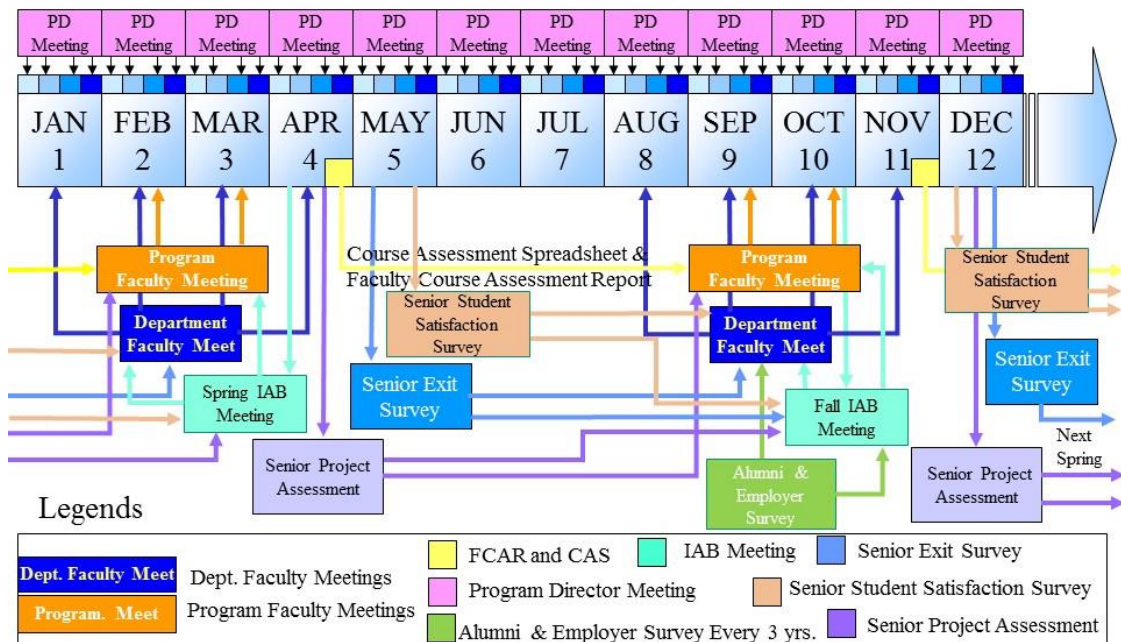 PD Meeting PD Meeting PD Meeting PD Meeting PD Meeting PD Meeting PD Meeting PD Meeting PD Meeting PD Meeting PD Meeting PD Meeting
JAN FEB MAR APR MAY JUN JUL AUG SEP OCT NOV DEC
1 2 3 4 5 6 7 8 9 10 11 12
Program
Faculty Meeting
Department
Faculty Meet
Spring IAB
Meeting
Senior Project
Assessment
Course Assessment Spreadsheet &
Faculty Course Assessment Report
Senior Student
Satisfaction
Survey
Senior Exit
Survey
Program
Faculty Meeting
Department
Faculty Meet
Fall IAB
Meeting
Alumni &
Employer
Survey
Senior Student
Satisfaction
Survey
Senior Exit
Survey
Next
Spring
Senior Project
Assessment
Legends
Dept. Faculty Meet Dept. Faculty Meetings
Program. Meet Program Faculty Meetings
FCAR and CAS
IAB Meeting
Senior Exit Survey
Program Director Meeting
Senior Student Satisfaction Survey
Alumni & Employer Survey Every 3 yrs.
Senior Project Assessment